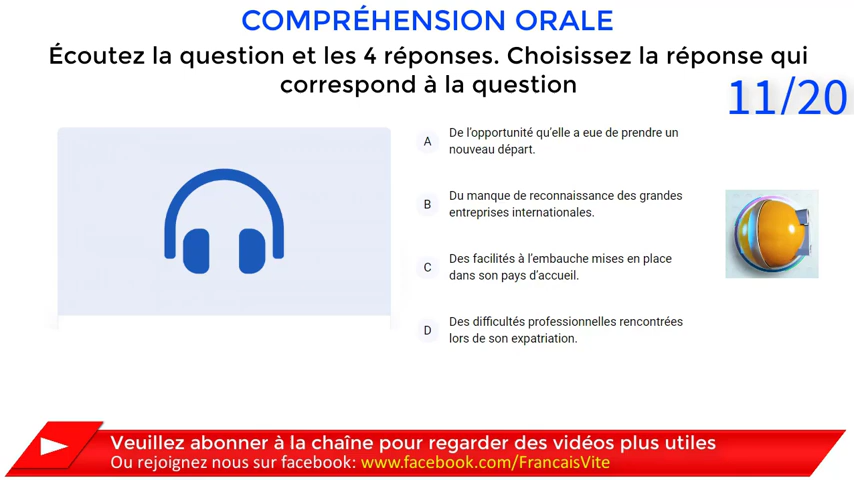 COMPRÉHENSION ORALE
Écoutez la question et les 4 réponses. Choisissez la réponse qui
correspond à la question
11/20
A
De l'opportunité qu'elle a eue de prendre un
nouveau départ.
B
Du manque de reconnaissance des grandes
entreprises internationales.
C
Des facilités à l'embauche mises en place
dans son pays d'accueil.
D
Des difficultés professionnelles rencontrées
lors de son expatriation.
Veuillez abonner à la chaîne pour regarder des vidéos plus utiles
Ou rejoignez nous sur facebook: www.facebook.com/FrancaisVite